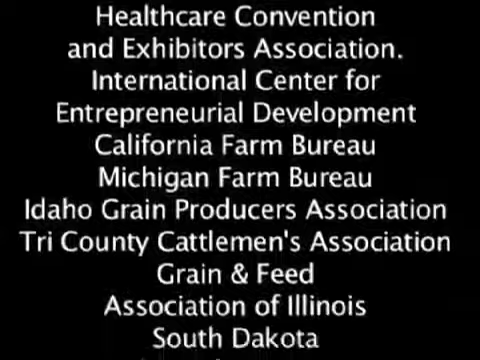 Healthcare Convention
and Exhibitors Association.
International Center for
Entrepreneurial Development
California Farm Bureau
Michigan Farm Bureau
Idaho Grain Producers Association
Tri County Cattlemen's Association
Grain & Feed
Association of Illinois
South Dakota